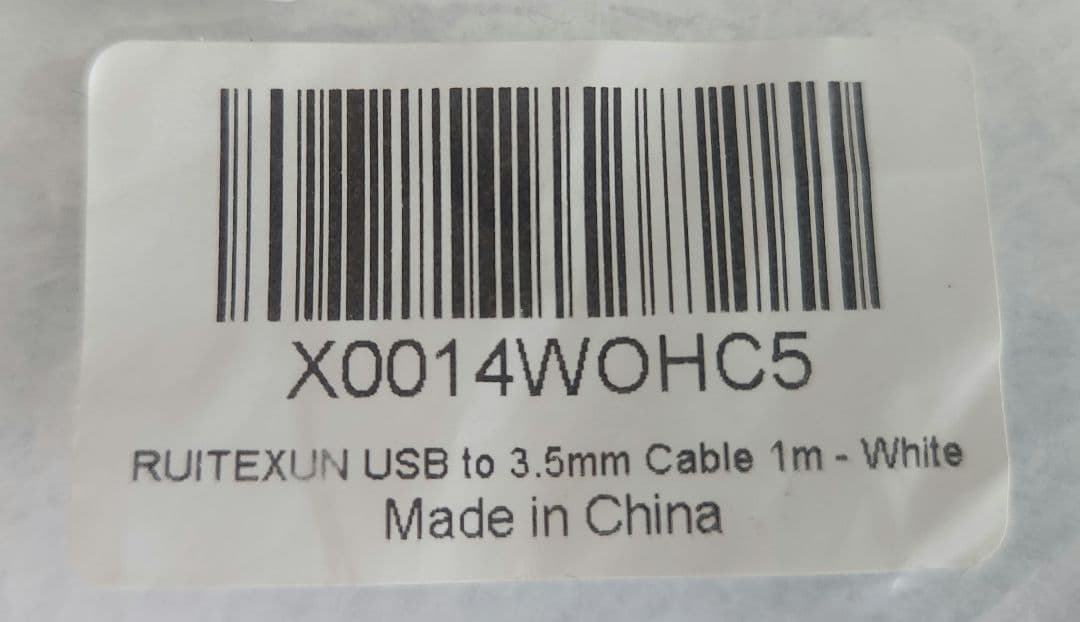 X0014WOHC5
RUITEXUN USB to 3.5mm Cable 1m - White
Made in China